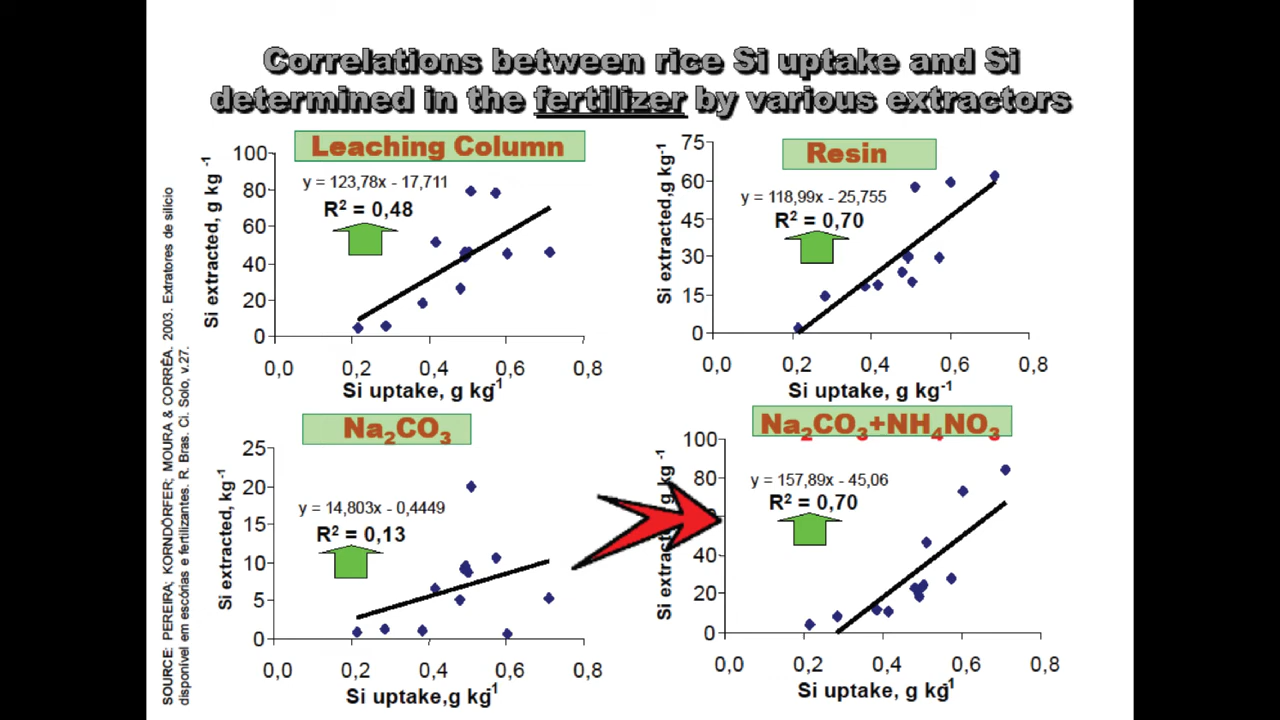 Correlations between rice Si uptake and Si
determined in the fertilizer by various extractors
Leaching Column
y = 123,78x - 17,711
R² = 0,48
Si extracted, g kg -1
100
80
60
40
20
0
0,0 0,2 0,4 0,6 0,8
Si uptake, g kg-1
Resin
y = 118,99x - 25,755
R² = 0,70
Si extracted,g kg-1
75
60
45
30
15
0
0,0 0,2 0,4 0,6 0,8
Si uptake, g kg-1
Na₂CO₃
y = 14,803x - 0,4449
R² = 0,13
Si extracted, kg-1
25
20
15
10
5
0
0,0 0,2 0,4 0,6 0,8
Si uptake,g kg-1
Na₂CO₃+NH₄NO₃
y = 157,89x - 45,06
R² = 0,70
g kg -1
100
80
40
20
0
0,0 0,2 0,4 0,6 0,8
Si uptake, g kg-1
SOURCE: PEREIRA; KORNDÖRFER; MOURA & CORRÊA. 2003. Extratores de silício
disponível em escórias e fertilizantes. R. Bras. Ci. Solo, v.27.